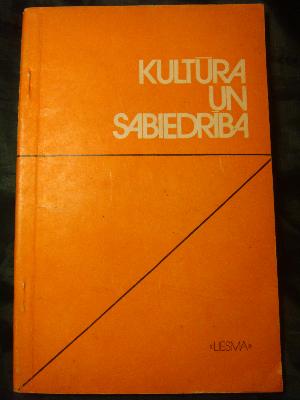 KULTŪRA
UN
SABIEDRĪBA
«LIESMA»